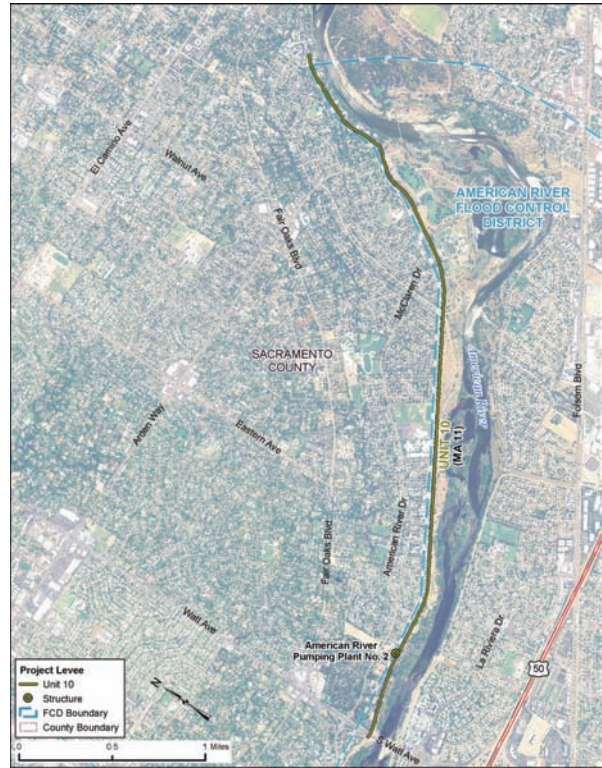 El Camino Ave
Walnut Ave
Fair Oaks Blvd
AMERICAN RIVER
FLOOD CONTROL
DISTRICT
McClaren Dr
SACRAMENTO
COUNTY
American River
Folsom Blvd
Arden Way
Eastern Ave
UNIT 10
(MA 11)
Fair Oaks Blvd
American River Dr
Watt Ave
American River
Pumping Plant No. 2
La Riviera Dr
50
S Watt Ave
Project Levee
Unit 10
Structure
FCD Boundary
County Boundary
N
0 0.5 1 Miles